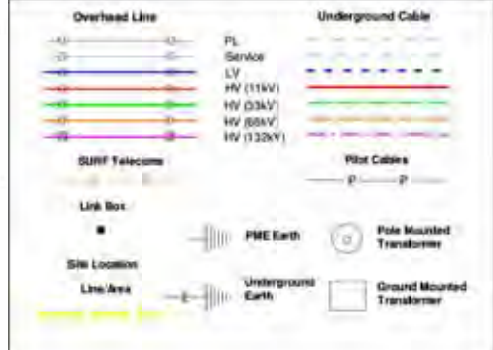 Overhead Line
Underground Cable
PL
Service
LV
HV (11kV)
HV (33kV)
HV (66kV)
HV (132kV)
SURF Telecoms
Pilot Cables
P P
Link Box
PME Earth
Pole Mounted
Transformer
Site Location
Line/Area
Underground
Earth
Ground Mounted
Transformer